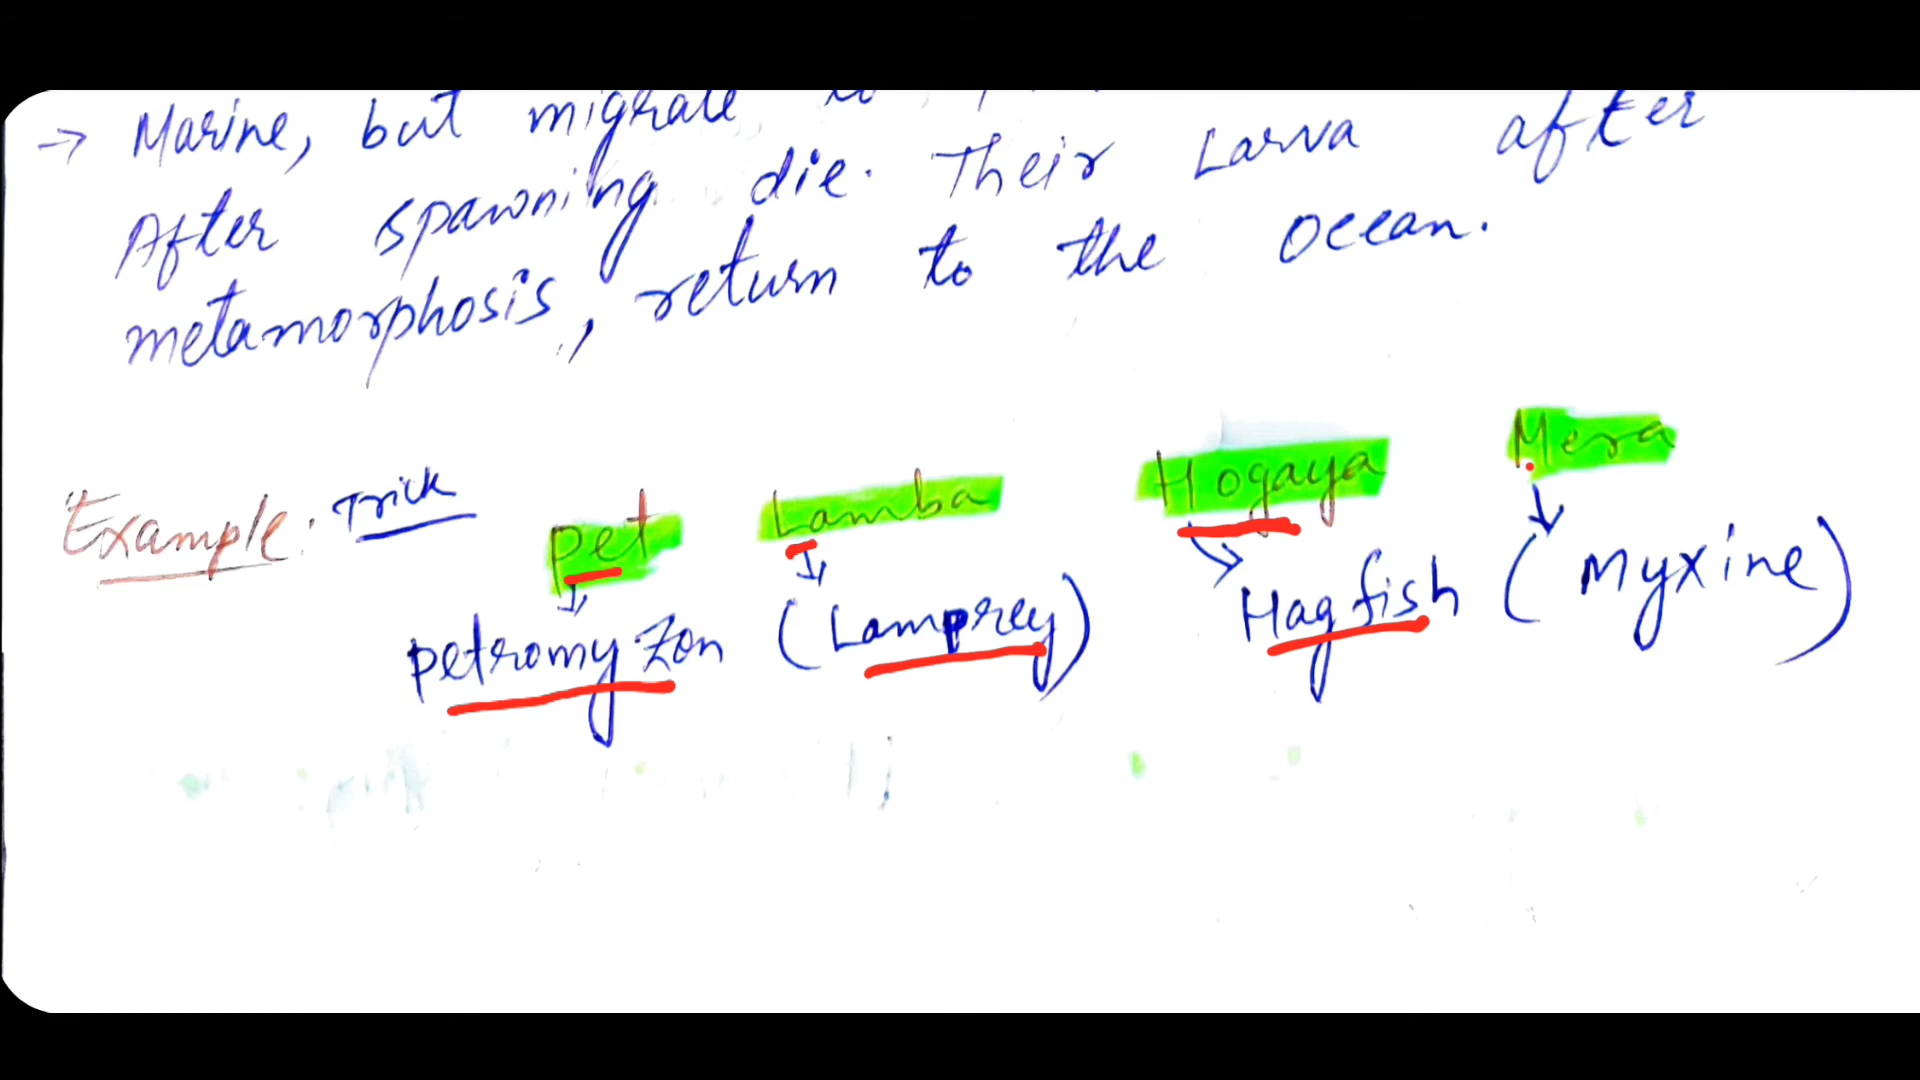 → Marine, but migrate
After spawning die. Their Larva after
metamorphosis, return to the ocean.
Example: Trick Pet Lamba Hogaya Mera
petromyzon (Lamprey) Hagfish (Myxine)